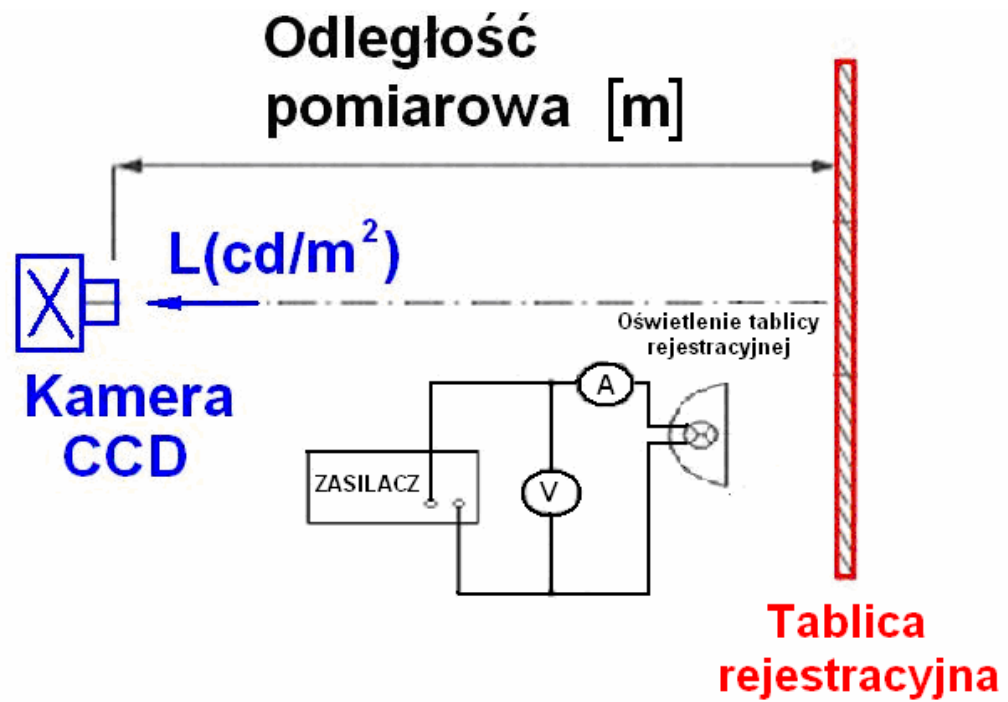 Odległość
pomiarowa [m]
L(cd/m²)
Oświetlenie tablicy
rejestracyjnej
Kamera
CCD
A
ZASILACZ
V
Tablica
rejestracyjna